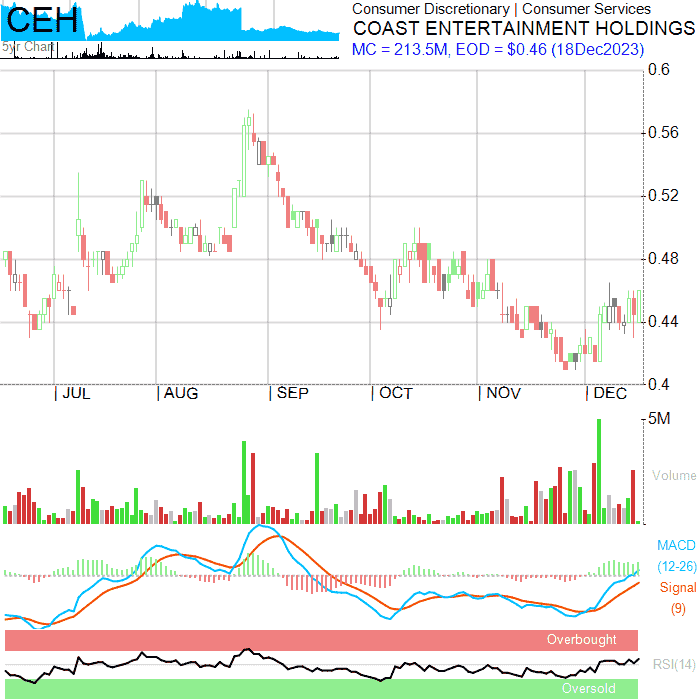 CEH
5yr Chart
Consumer Discretionary | Consumer Services
COAST ENTERTAINMENT HOLDINGS
MC = 213.5M, EOD = $0.46 (18Dec2023)
0.6
0.56
0.52
0.48
0.44
0.4
JUL AUG SEP OCT NOV DEC
5M
Volume
MACD
(12-26)
Signal
(9)
Overbought
RSI(14)
Oversold